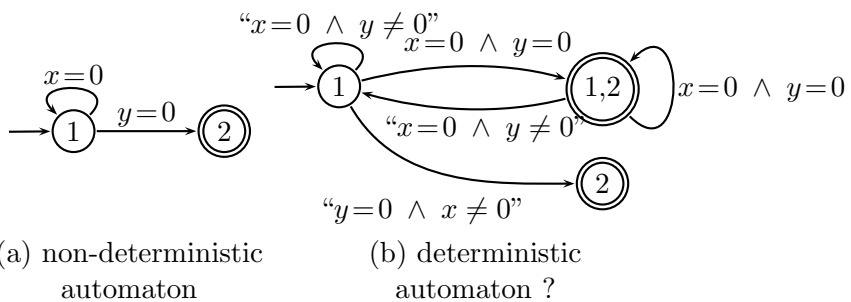 x=0
y=0
1
2
(a) non-deterministic
automaton
“x=0 ∧ y≠0”
x=0 ∧ y=0
1
1,2
x=0 ∧ y=0
“x=0 ∧ y≠0”
2
“y=0 ∧ x≠0”
(b) deterministic
automaton ?